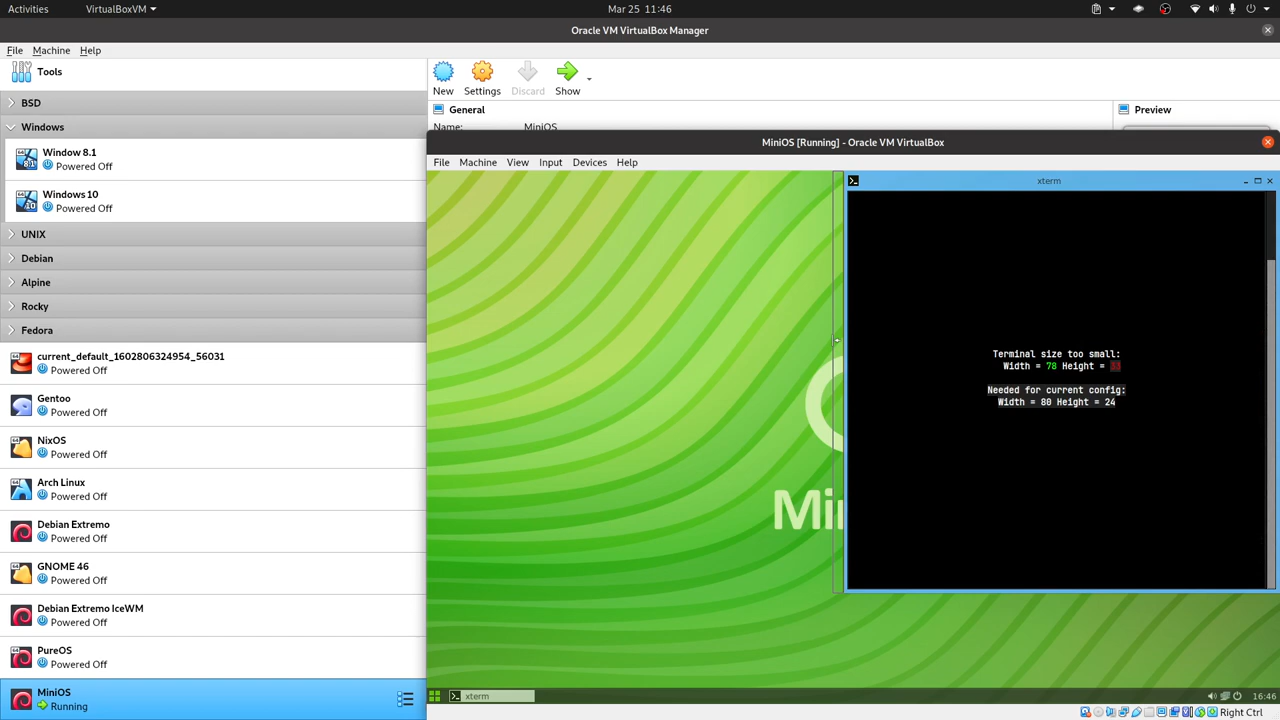 Activities
VirtualBoxVM
Mar 25 11:46
Oracle VM VirtualBox Manager
File Machine Help
Tools
New
Settings
Discard
Show
BSD
Windows
Window 8.1
Powered Off
Windows 10
Powered Off
UNIX
Debian
Alpine
Rocky
Fedora
current_default_1602806324954_56031
Powered Off
Gentoo
Powered Off
NixOS
Powered Off
Arch Linux
Powered Off
Debian Extremo
Powered Off
GNOME 46
Powered Off
Debian Extremo IceWM
Powered Off
PureOS
Powered Off
MiniOS
Running
General
Name: MiniOS
Preview
MiniOS [Running] - Oracle VM VirtualBox
File Machine View Input Devices Help
xterm
Terminal size too small:
Width = 78 Height =
Needed for current config:
Width = 80 Height = 24
Min
xterm
16:46
Right Ctrl